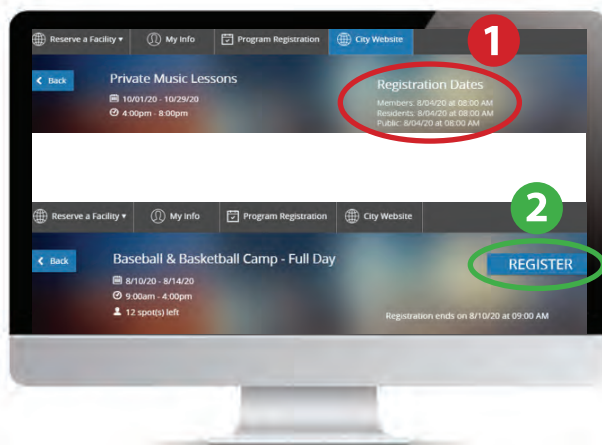 Reserve a Facility ▾ My Info Program Registration City Website
1
Back
Private Music Lessons
10/01/20 - 10/29/20
4:00pm - 8:00pm
Registration Dates
Members: 8/04/20 at 08:00 AM
Residents: 8/04/20 at 08:00 AM
Public: 8/04/20 at 08:00 AM
Reserve a Facility ▾ My Info Program Registration City Website
2
Back
Baseball & Basketball Camp - Full Day
8/10/20 - 8/14/20
9:00am - 4:00pm
12 spot(s) left
REGISTER
Registration ends on 8/10/20 at 09:00 AM